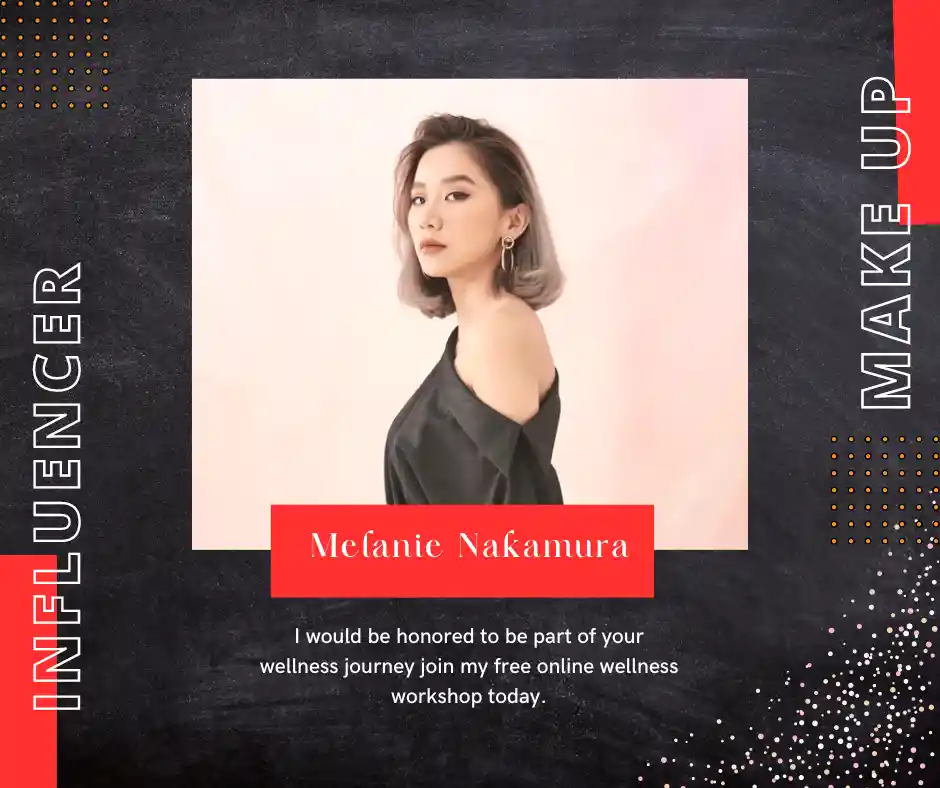 INFLUENCER
MAKE UP
Melanie Nakamura
I would be honored to be part of your
wellness journey join my free online wellness
workshop today.